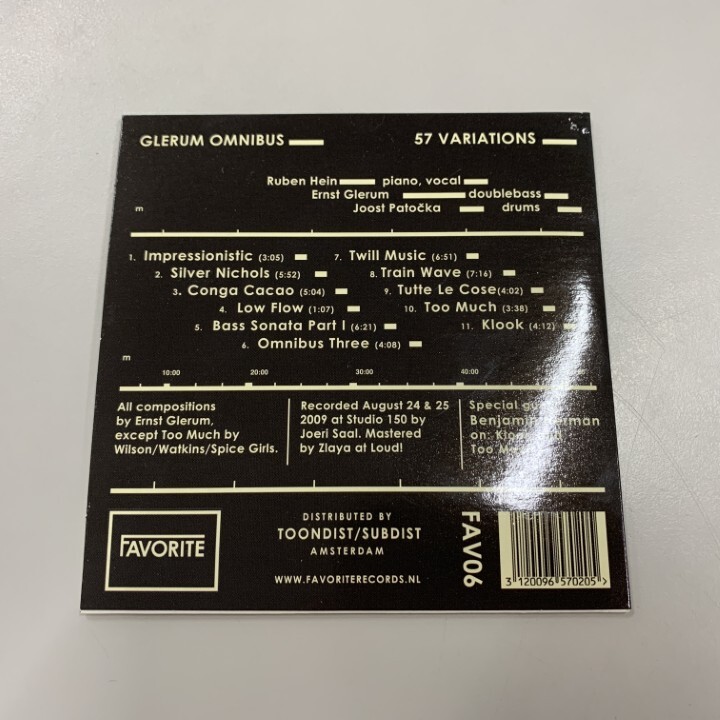 GLERUM OMNIBUS 57 VARIATIONS
Ruben Hein piano, vocal
Ernst Glerum doublebass
Joost Patočka drums
m
1. Impressionistic (3:05)
2. Silver Nichols (5:52)
3. Conga Cacao (5:04)
4. Low Flow (1:07)
5. Bass Sonata Part I (6:21)
6. Omnibus Three (4:08)
7. Twill Music (6:51)
8. Train Wave (7:16)
9. Tutte Le Cose(4:02)
10. Too Much (3:38)
11. Klook (4:12)
m
10:00 20:00 30:00 40:00
All compositions
by Ernst Glerum,
except Too Much by
Wilson/Watkins/Spice Girls.
Recorded August 24 & 25
2009 at Studio 150 by
Joeri Saal. Mastered
by Zlaya at Loud!
Special
Benjamin
on:
Too
FAVORITE
DISTRIBUTED BY
TOONDIST/SUBDIST
AMSTERDAM
WWW.FAVORITERECORDS.NL
FAV06
3 120096 570205 >